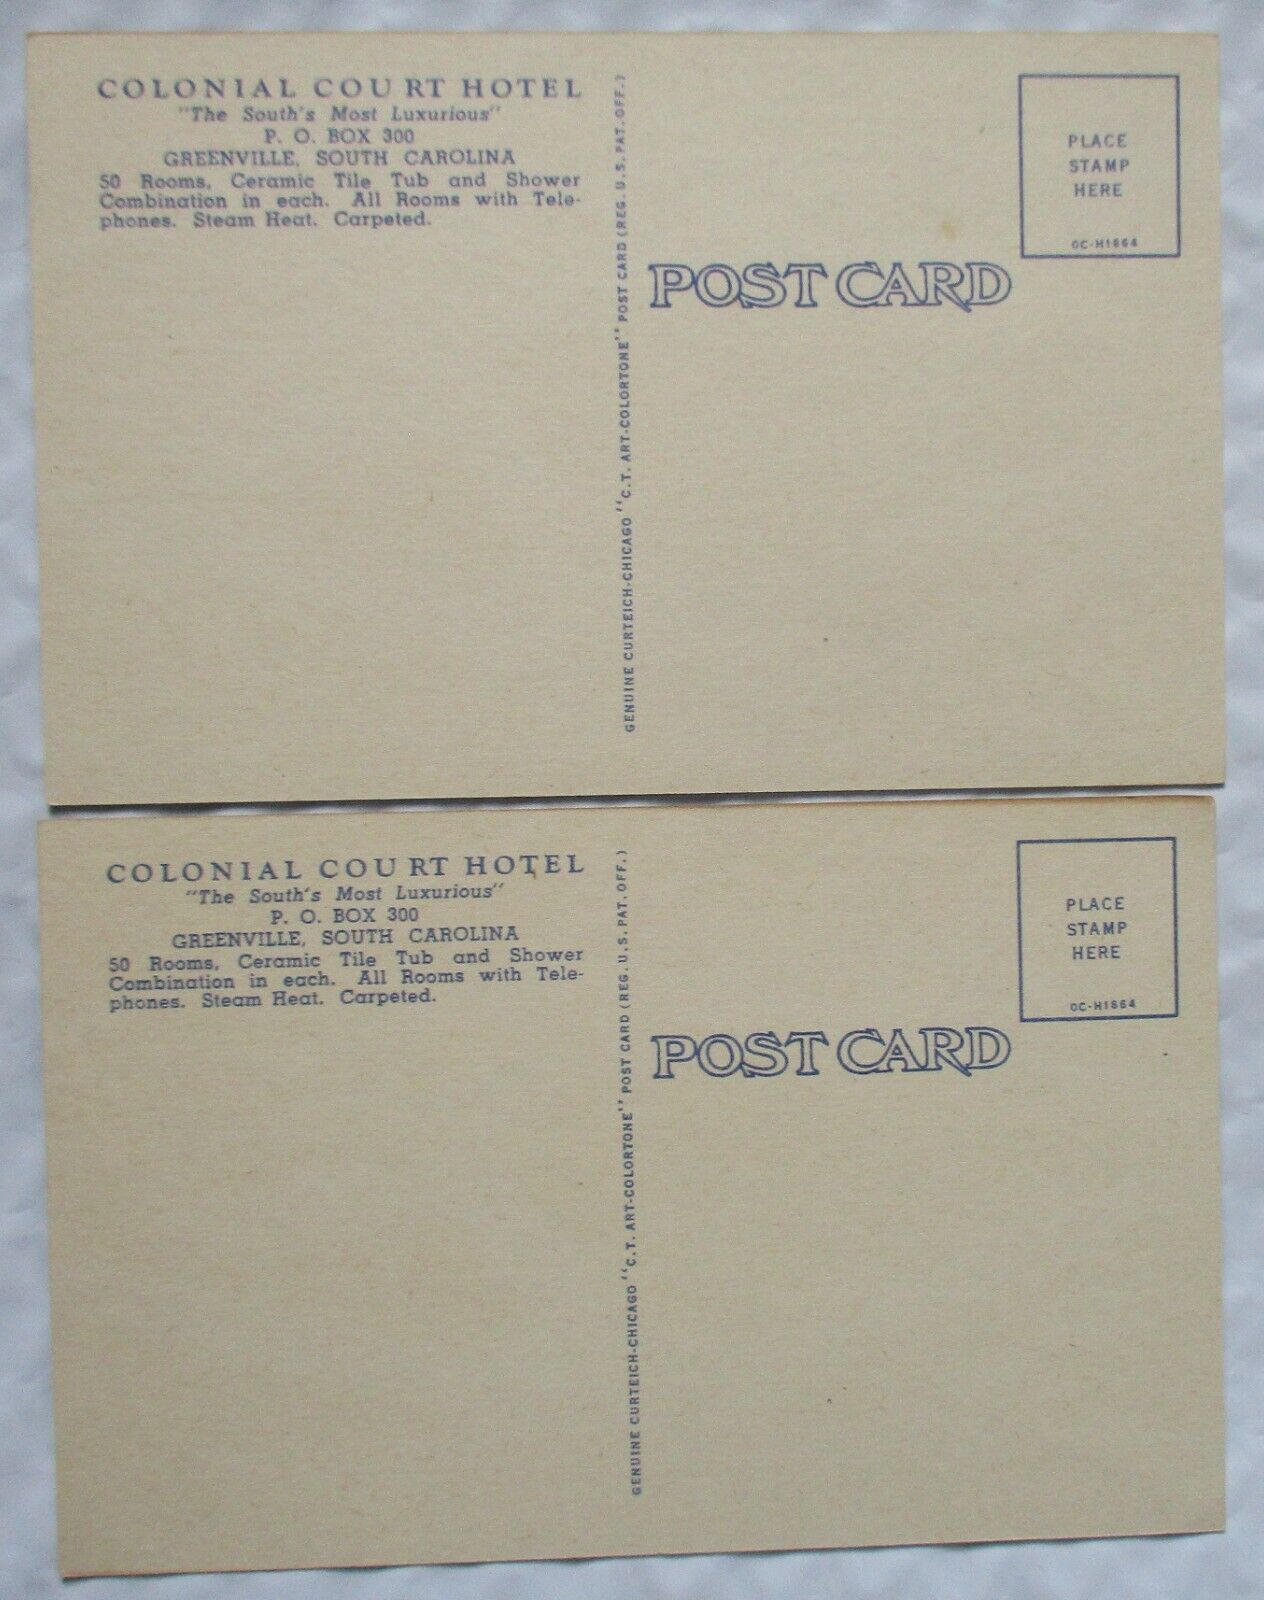 COLONIAL COURT HOTEL
"The South's Most Luxurious"
P. O. BOX 300
GREENVILLE, SOUTH CAROLINA
50 Rooms, Ceramic Tile Tub and Shower
Combination in each. All Rooms with Tele-
phones. Steam Heat. Carpeted.
GENUINE CURTEICH-CHICAGO "C.T. ART-COLORTONE" POST CARD (REG. U.S. PAT. OFF.)
PLACE
STAMP
HERE
OC-H1864
POST CARD
COLONIAL COURT HOTEL
"The South's Most Luxurious"
P. O. BOX 300
GREENVILLE, SOUTH CAROLINA
50 Rooms, Ceramic Tile Tub and Shower
Combination in each. All Rooms with Tele-
phones. Steam Heat. Carpeted.
GENUINE CURTEICH-CHICAGO "C.T. ART-COLORTONE" POST CARD (REG. U.S. PAT. OFF.)
PLACE
STAMP
HERE
OC-H1864
POST CARD